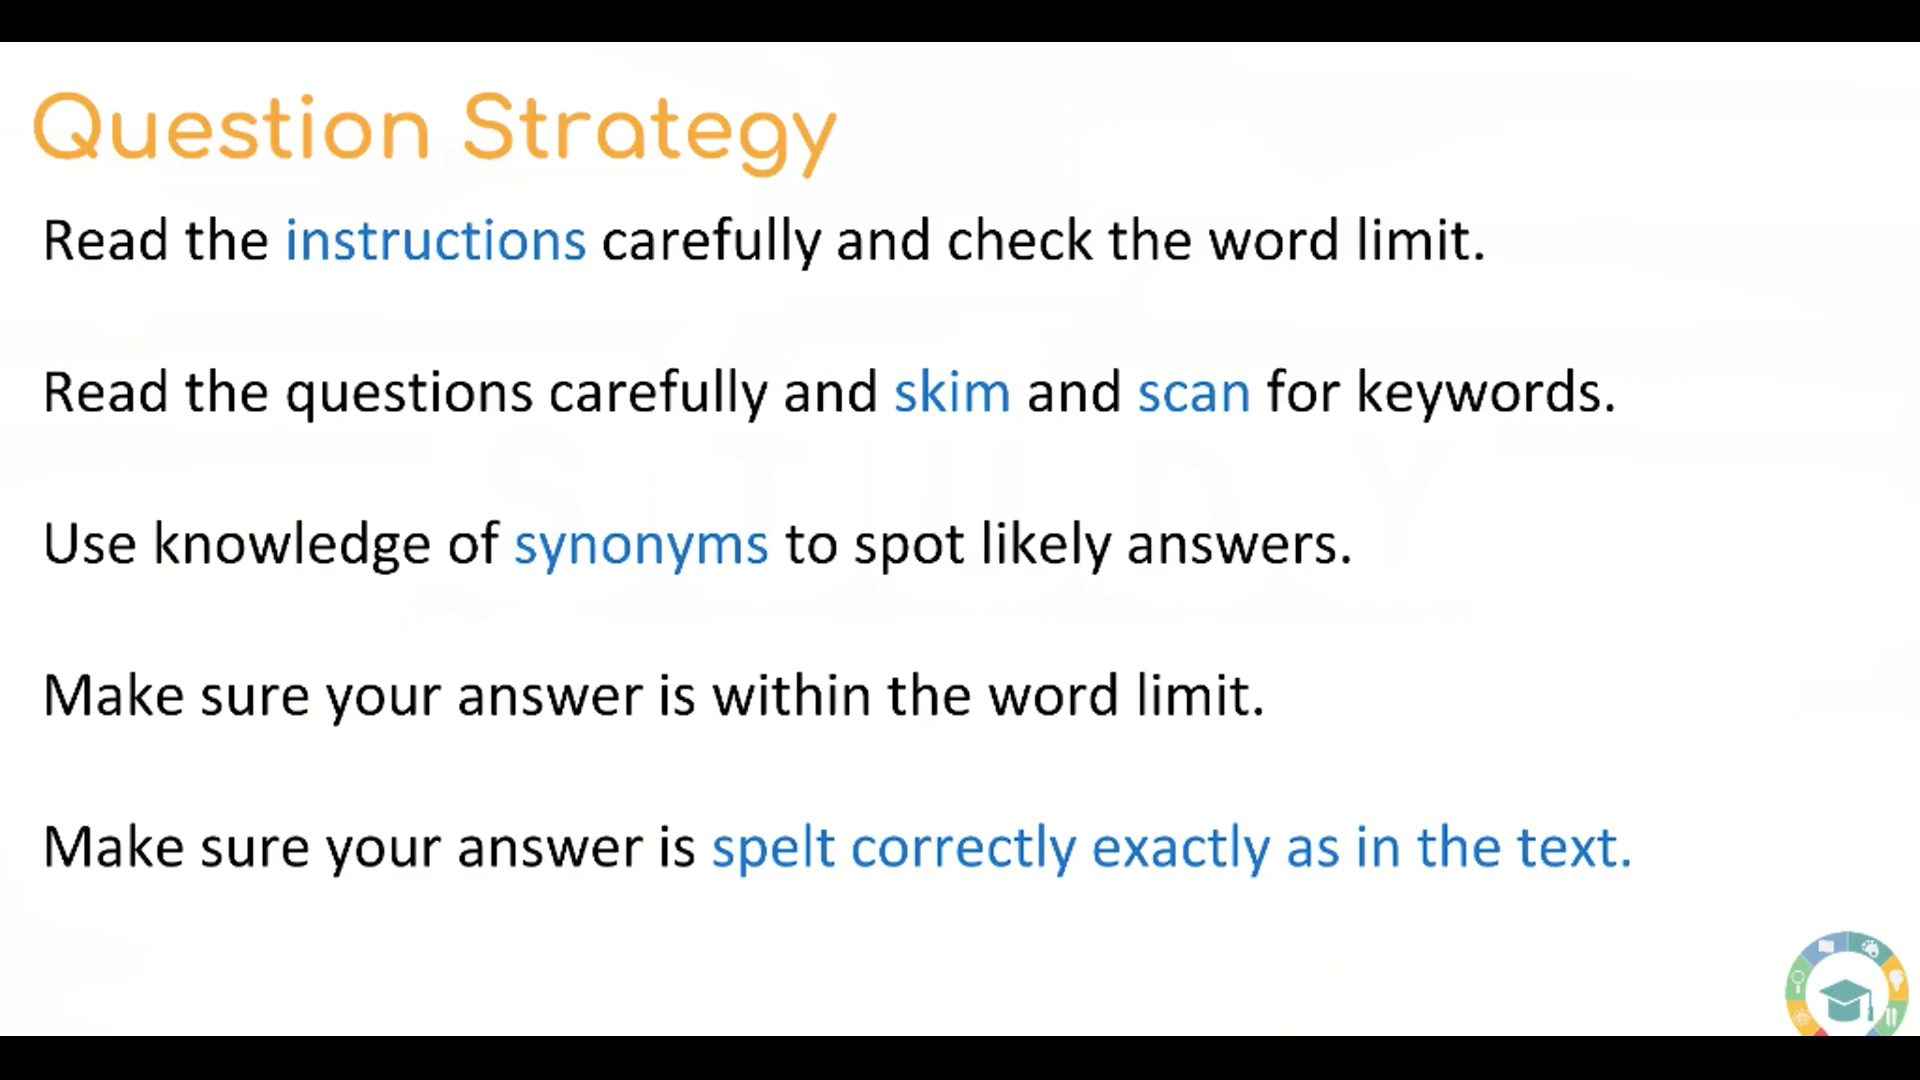 Question Strategy
Read the instructions carefully and check the word limit.
Read the questions carefully and skim and scan for keywords.
Use knowledge of synonyms to spot likely answers.
Make sure your answer is within the word limit.
Make sure your answer is spelt correctly exactly as in the text.
STUDY